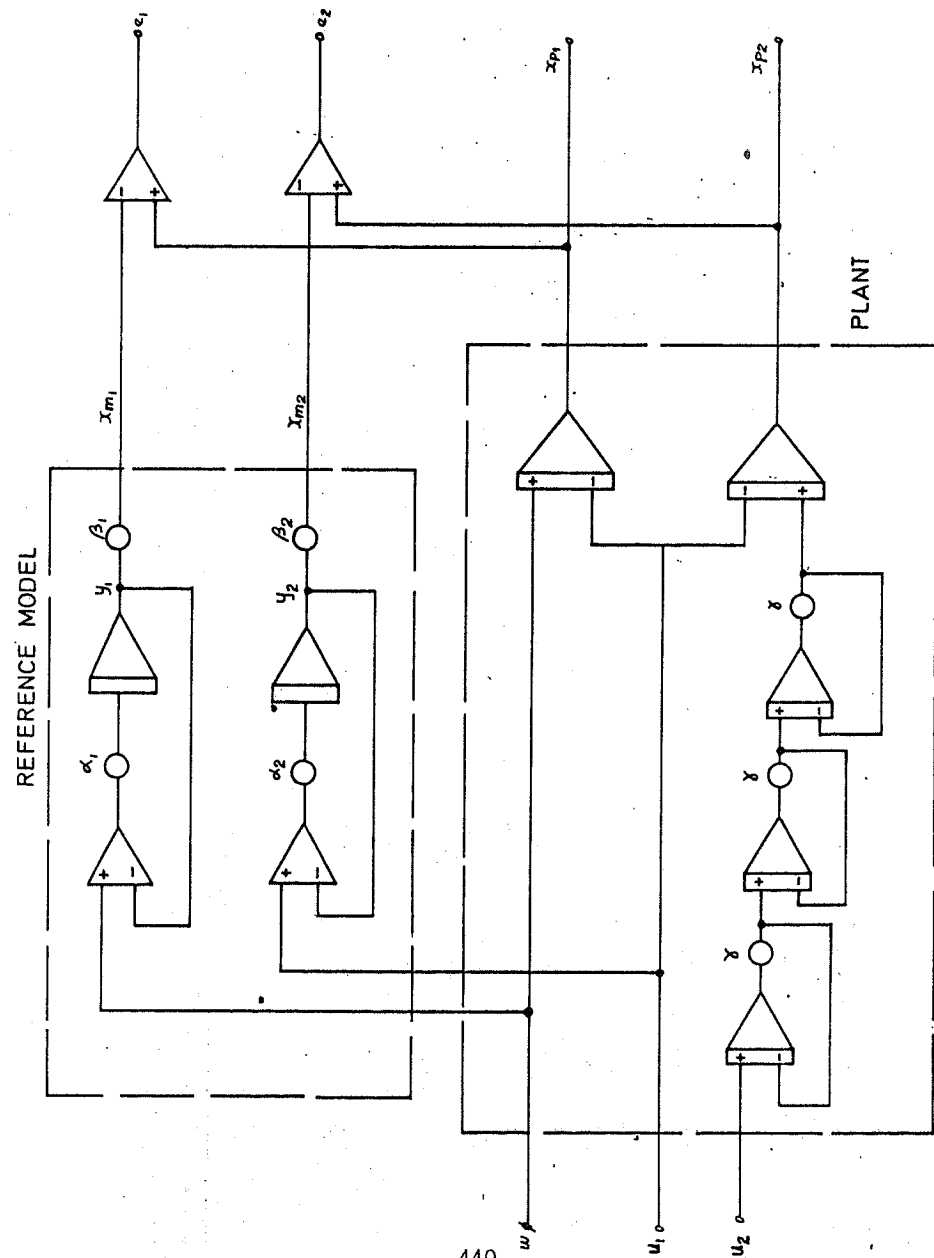 REFERENCE MODEL
α₁
y₁
β₁
xm₁
e₁
+
−
−
+
α₂
y₂
β₂
xm₂
e₂
+
−
−
+
w
+
−
xp₁
u₁
−
+
xp₂
u₂
+
−
γ
+
−
γ
+
−
γ
PLANT
440